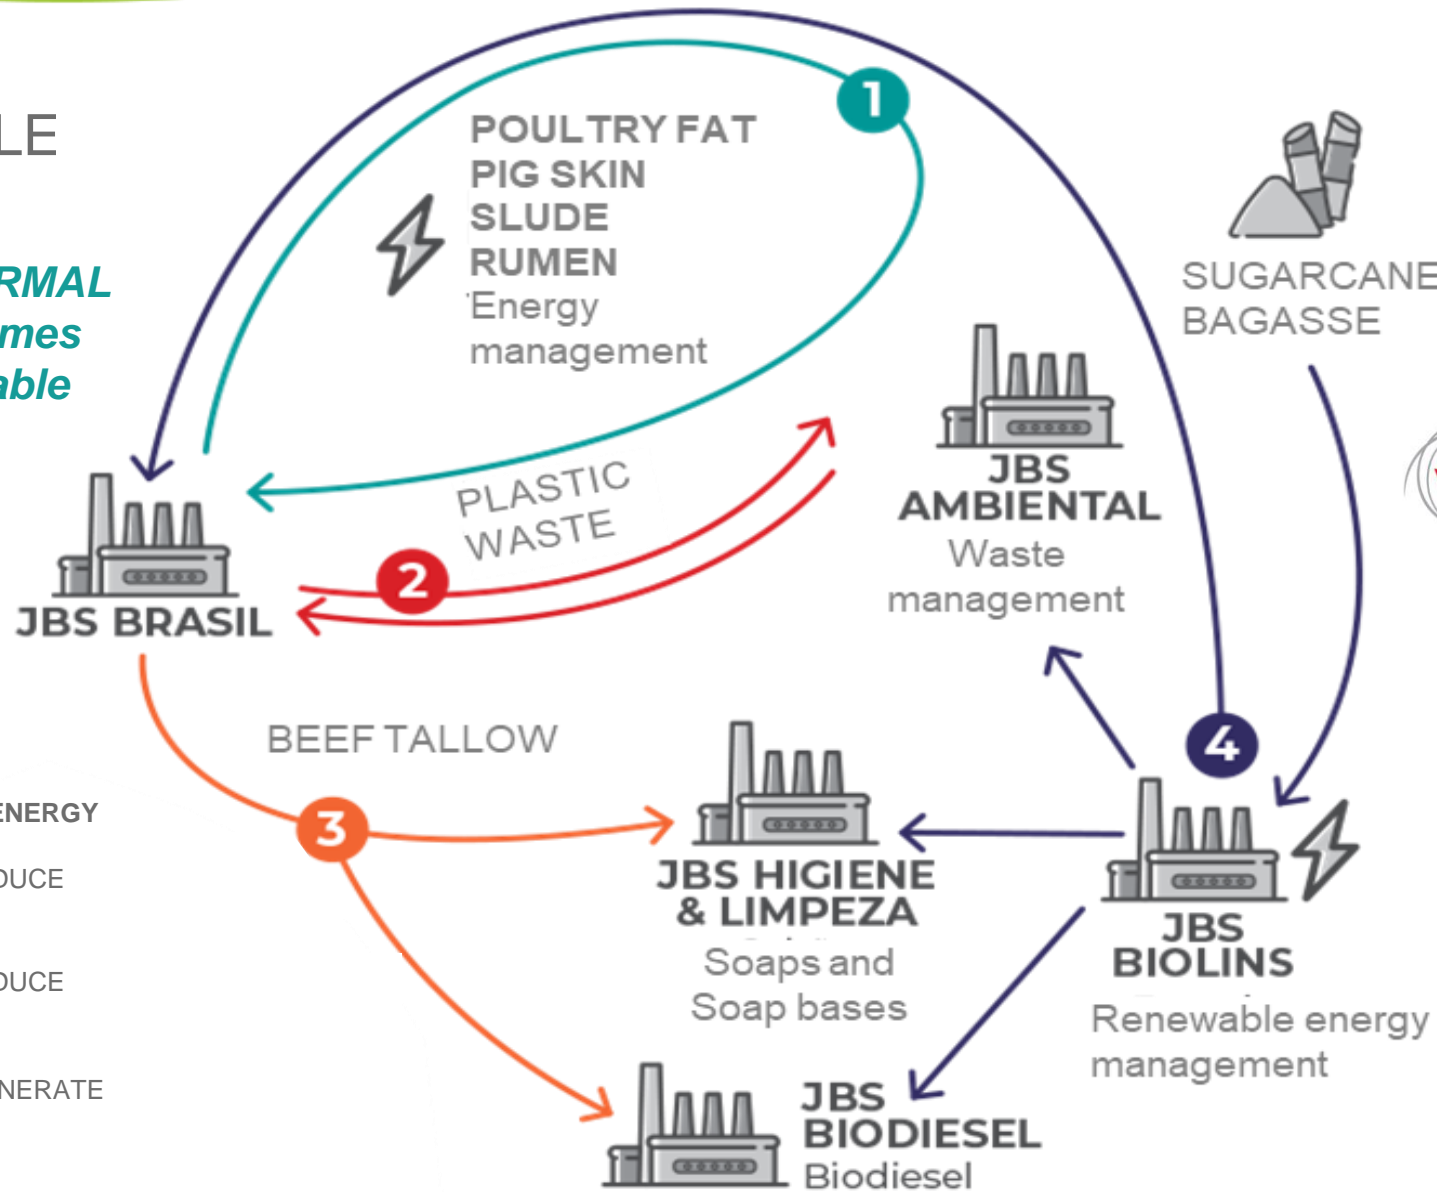 LE
RMAL
mes
able
1
POULTRY FAT
PIG SKIN
SLUDE
RUMEN
Energy
management
SUGARCANE
BAGASSE
PLASTIC
WASTE
2
JBS BRASIL
JBS
AMBIENTAL
Waste
management
BEEF TALLOW
3
4
ENERGY
DUCE
DUCE
NERATE
JBS HIGIENE
& LIMPEZA
Soaps and
Soap bases
JBS
BIOLINS
Renewable energy
management
JBS
BIODIESEL
Biodiesel